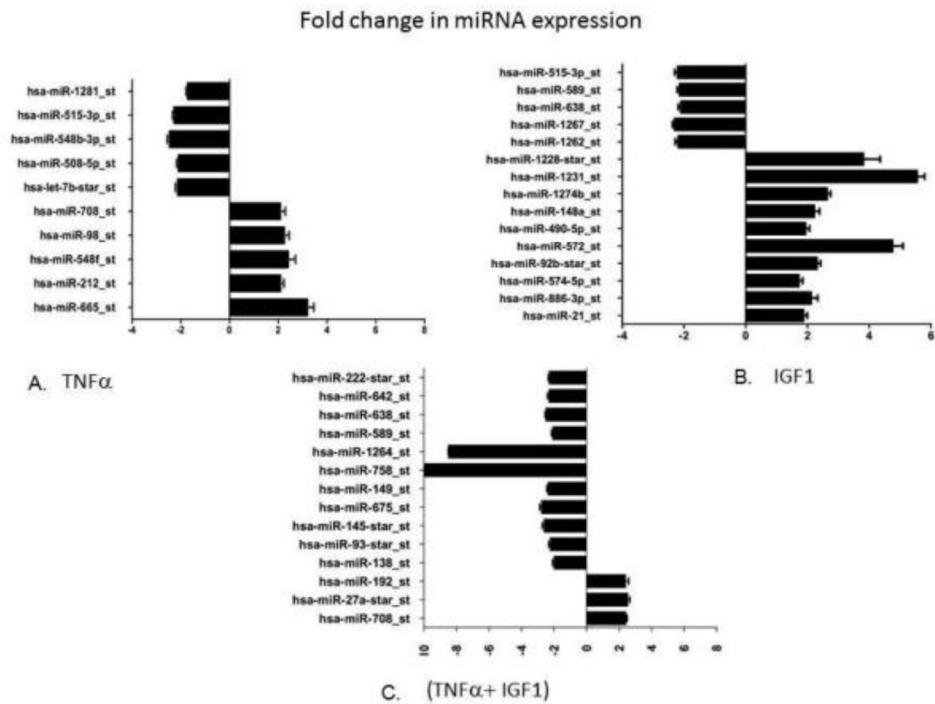 Fold change in miRNA expression
hsa-miR-1281_st
hsa-miR-515-3p_st
hsa-miR-548b-3p_st
hsa-miR-508-5p_st
hsa-let-7b-star_st
hsa-miR-708_st
hsa-miR-98_st
hsa-miR-548f_st
hsa-miR-212_st
hsa-miR-665_st
-4 -2 0 2 4 6 8
A. TNFα
hsa-miR-515-3p_st
hsa-miR-589_st
hsa-miR-638_st
hsa-miR-1267_st
hsa-miR-1262_st
hsa-miR-1228-star_st
hsa-miR-1231_st
hsa-miR-1274b_st
hsa-miR-148a_st
hsa-miR-490-5p_st
hsa-miR-572_st
hsa-miR-92b-star_st
hsa-miR-574-5p_st
hsa-miR-886-3p_st
hsa-miR-21_st
-4 -2 0 2 4 6
B. IGF1
hsa-miR-222-star_st
hsa-miR-642_st
hsa-miR-638_st
hsa-miR-589_st
hsa-miR-1264_st
hsa-miR-758_st
hsa-miR-149_st
hsa-miR-675_st
hsa-miR-145-star_st
hsa-miR-93-star_st
hsa-miR-138_st
hsa-miR-192_st
hsa-miR-27a-star_st
hsa-miR-708_st
10 -8 -6 -4 -2 0 2 4 6 8
C. (TNFα+ IGF1)